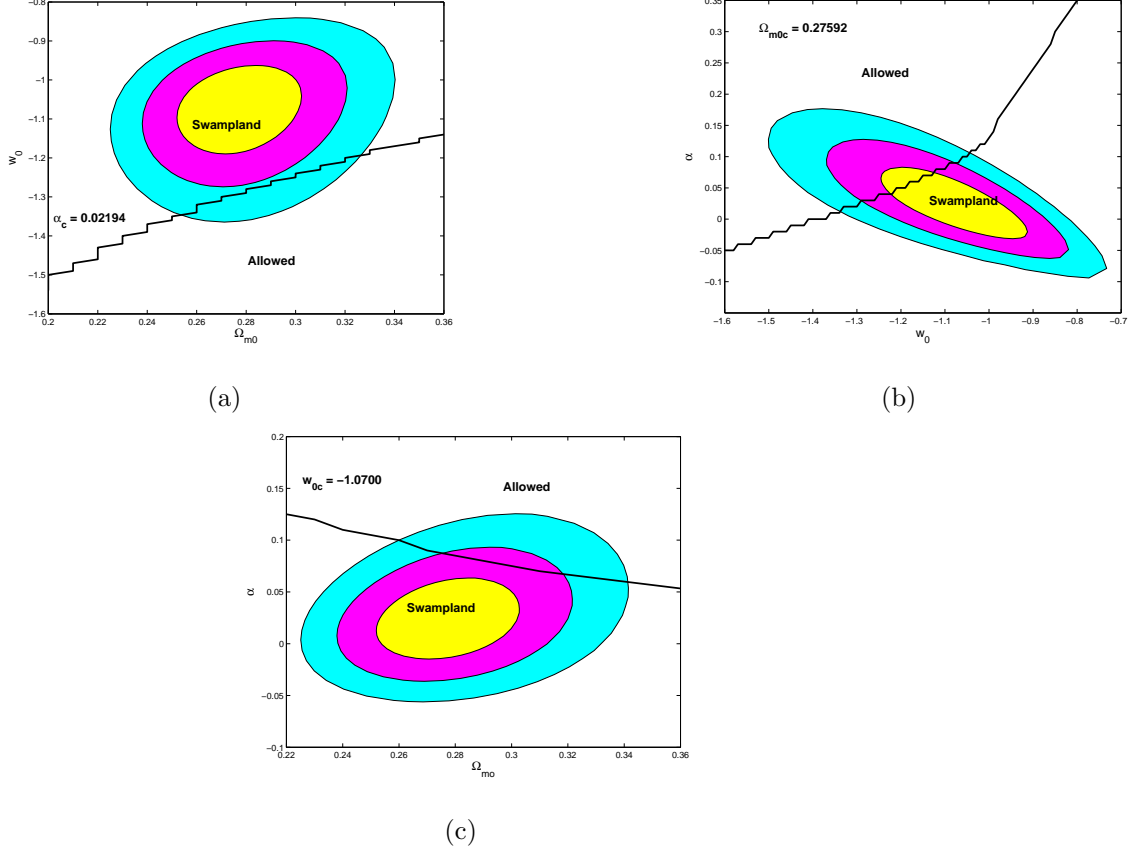 −0.8
−0.9
−1
−1.1
−1.2
−1.3
−1.4
−1.5
−1.6
w0
Swampland
αc = 0.02194
Allowed
0.2 0.22 0.24 0.26 0.28 0.3 0.32 0.34 0.36
Ωm0
(a)
0.35
0.3
0.25
0.2
0.15
0.1
0.05
0
−0.05
−0.1
α
Ωm0c = 0.27592
Allowed
Swampland
−1.6 −1.5 −1.4 −1.3 −1.2 −1.1 −1 −0.9 −0.8 −0.7
w0
(b)
0.2
0.15
0.1
0.05
0
−0.05
−0.1
α
w0c = −1.0700
Allowed
Swampland
0.22 0.24 0.26 0.28 0.3 0.32 0.34 0.36
Ωmo
(c)